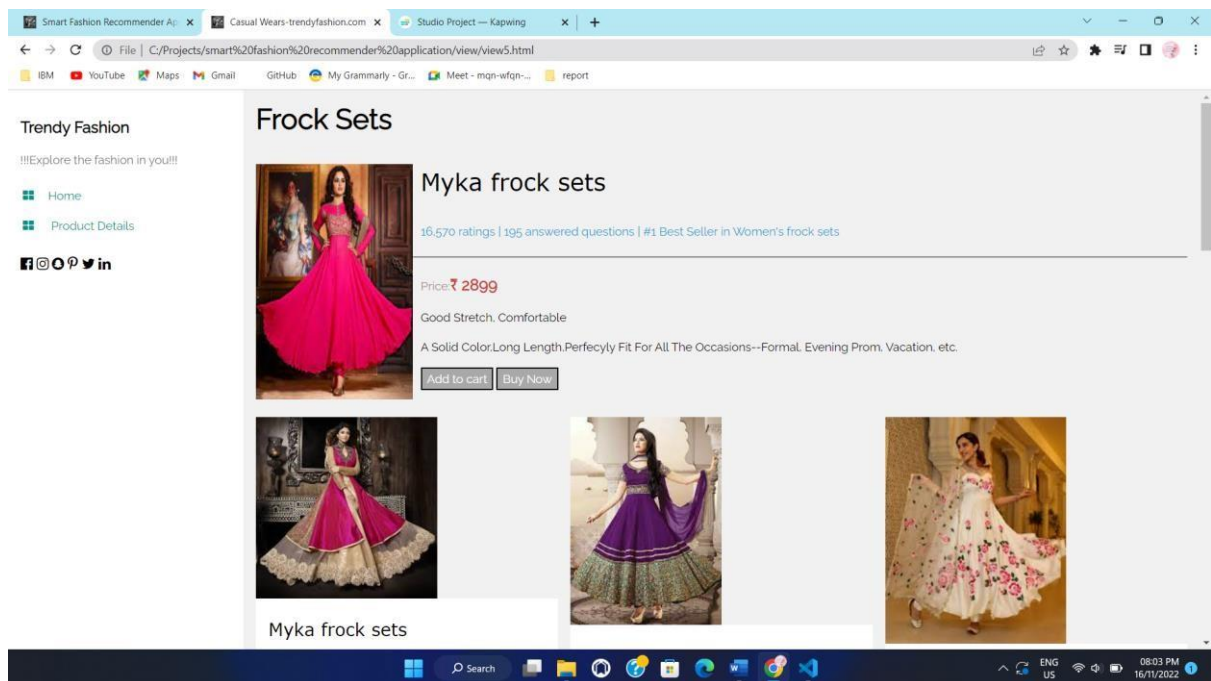 Smart Fashion Recommender Ap
Casual Wears-trendyfashion.com
Studio Project — Kapwing
File | C:/Projects/smart%20fashion%20recommender%20application/view/view5.html
IBM YouTube Maps Gmail GitHub My Grammarly - Gr... Meet - mqn-wfqn-... report
Trendy Fashion
!!!Explore the fashion in you!!!
Home
Product Details
Frock Sets
Myka frock sets
16,570 ratings | 195 answered questions | #1 Best Seller in Women's frock sets
Price:₹ 2899
Good Stretch, Comfortable
A Solid Color,Long Length,Perfecyly Fit For All The Occasions--Formal, Evening Prom, Vacation, etc.
Add to cart Buy Now
Myka frock sets
Search
ENG
US
08:03 PM
16/11/2022
1